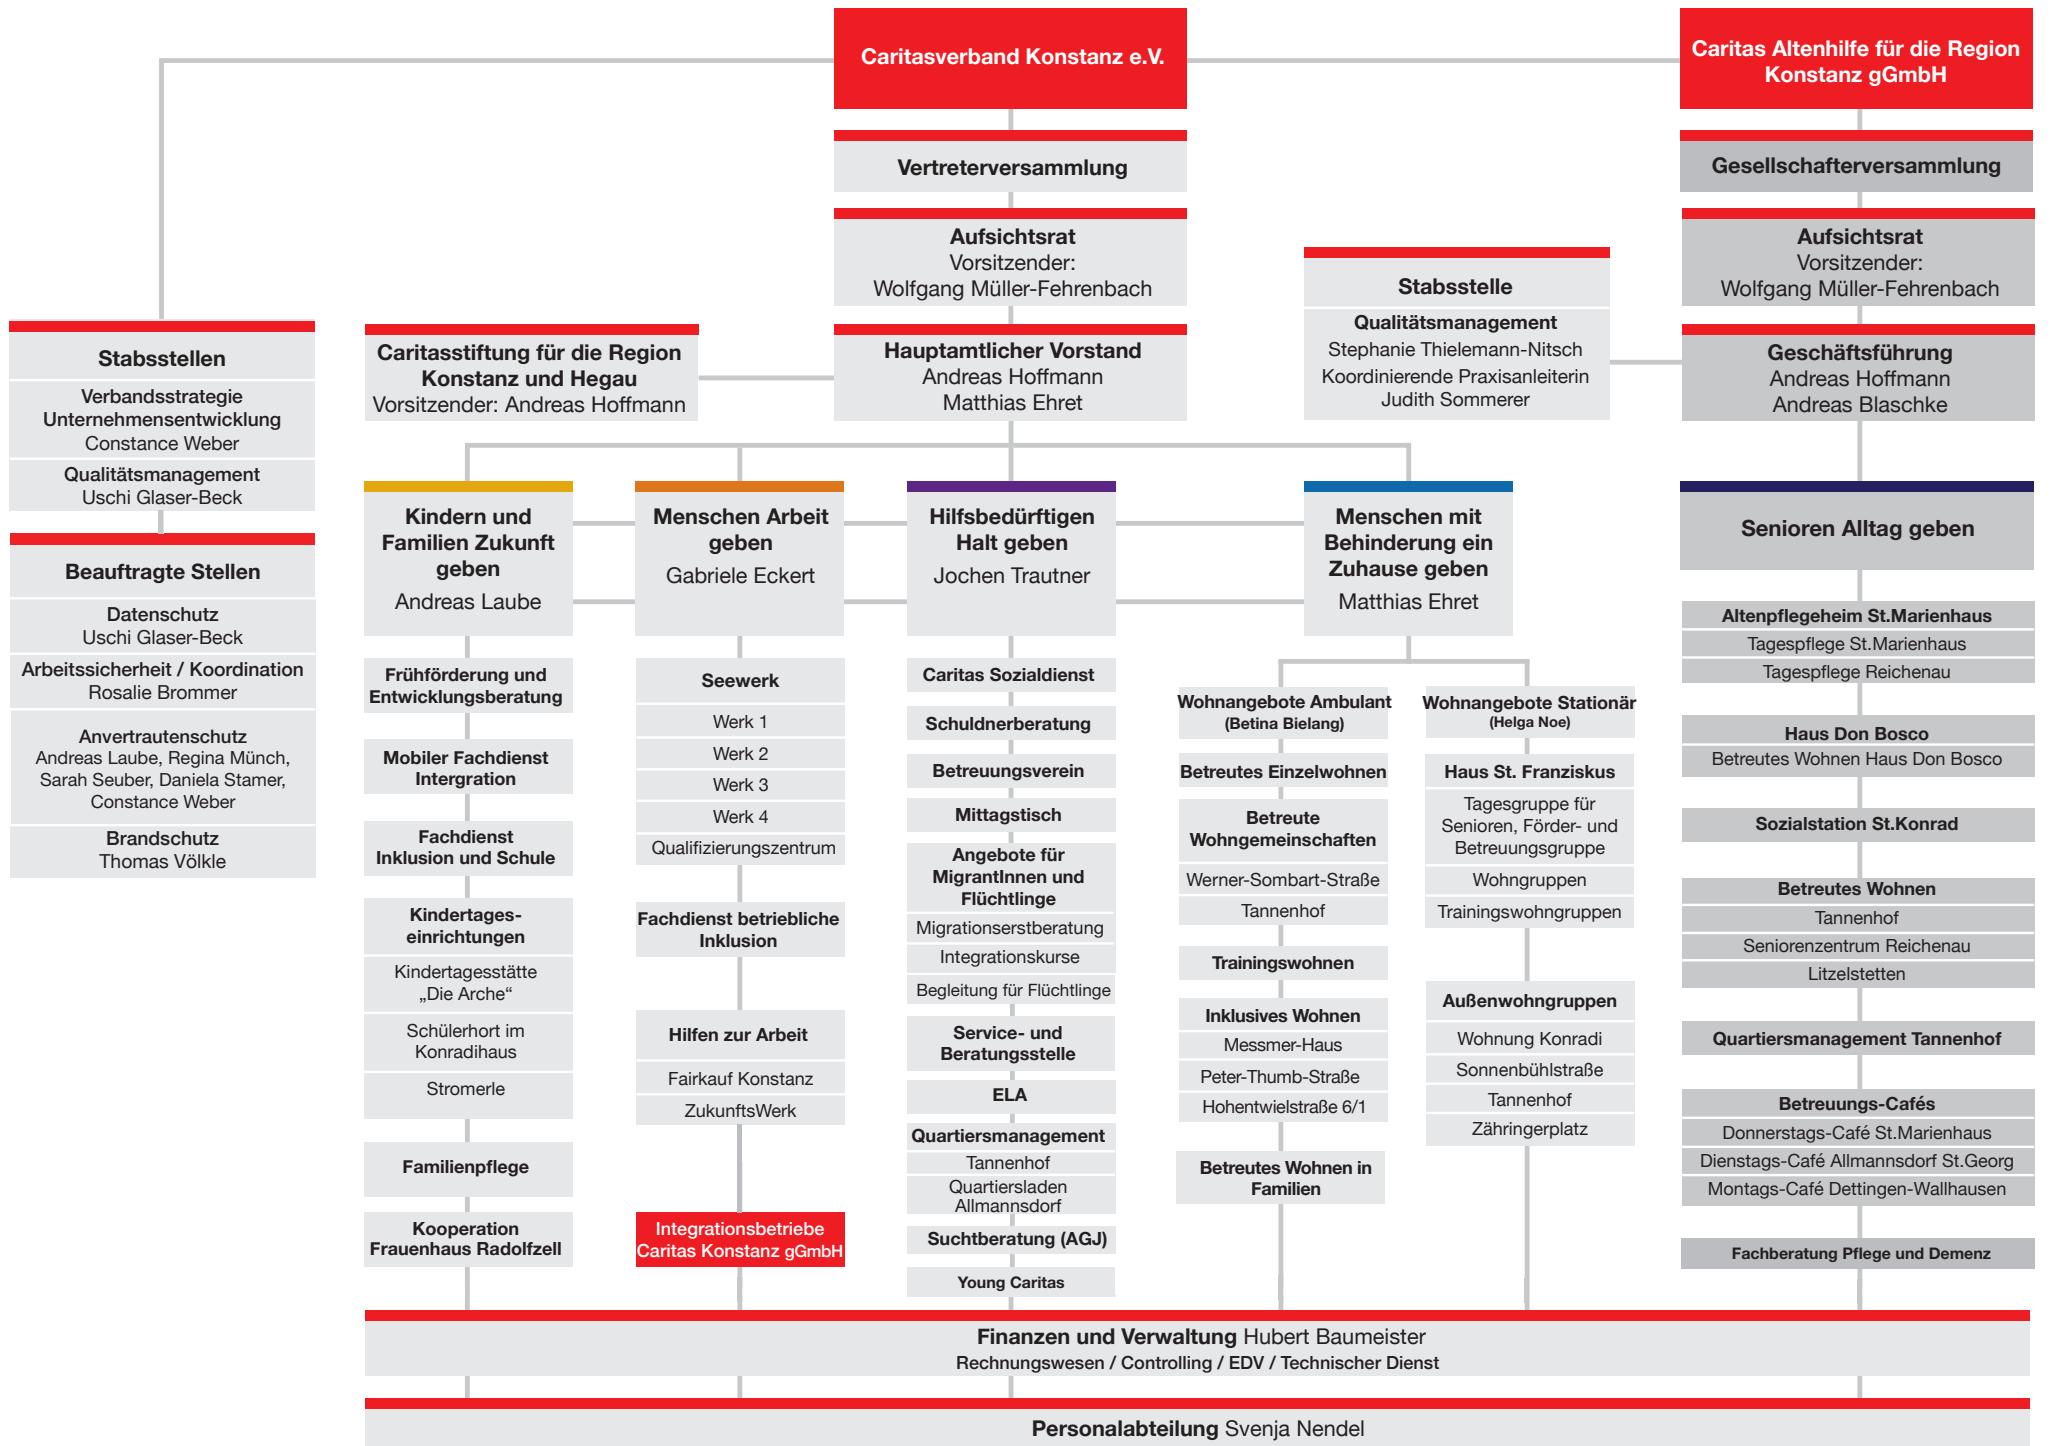 Caritasverband Konstanz e.V.
Caritas Altenhilfe für die Region
Konstanz gGmbH
Vertreterversammlung
Gesellschafterversammlung
Aufsichtsrat
Vorsitzender:
Wolfgang Müller-Fehrenbach
Aufsichtsrat
Vorsitzender:
Wolfgang Müller-Fehrenbach
Stabsstelle
Qualitätsmanagement
Stephanie Thielemann-Nitsch
Koordinierende Praxisanleiterin
Judith Sommerer
Stabsstellen
Verbandsstrategie
Unternehmensentwicklung
Constance Weber
Qualitätsmanagement
Uschi Glaser-Beck
Caritasstiftung für die Region
Konstanz und Hegau
Vorsitzender: Andreas Hoffmann
Hauptamtlicher Vorstand
Andreas Hoffmann
Matthias Ehret
Geschäftsführung
Andreas Hoffmann
Andreas Blaschke
Beauftragte Stellen
Datenschutz
Uschi Glaser-Beck
Arbeitssicherheit / Koordination
Rosalie Brommer
Anvertrautenschutz
Andreas Laube, Regina Münch,
Sarah Seuber, Daniela Stamer,
Constance Weber
Brandschutz
Thomas Völkle
Kindern und
Familien Zukunft
geben
Andreas Laube
Frühförderung und
Entwicklungsberatung
Mobiler Fachdienst
Intergration
Fachdienst
Inklusion und Schule
Kindertages-
einrichtungen
Kindertagesstätte
„Die Arche“
Schülerhort im
Konradihaus
Stromerle
Familienpflege
Kooperation
Frauenhaus Radolfzell
Menschen Arbeit
geben
Gabriele Eckert
Seewerk
Werk 1
Werk 2
Werk 3
Werk 4
Qualifizierungszentrum
Fachdienst betriebliche
Inklusion
Hilfen zur Arbeit
Fairkauf Konstanz
ZukunftsWerk
Integrationsbetriebe
Caritas Konstanz gGmbH
Hilfsbedürftigen
Halt geben
Jochen Trautner
Caritas Sozialdienst
Schuldnerberatung
Betreuungsverein
Mittagstisch
Angebote für
MigrantInnen und
Flüchtlinge
Migrationserstberatung
Integrationskurse
Begleitung für Flüchtlinge
Service- und
Beratungsstelle
ELA
Quartiersmanagement
Tannenhof
Quartiersladen
Allmannsdorf
Suchtberatung (AGJ)
Young Caritas
Menschen mit
Behinderung ein
Zuhause geben
Matthias Ehret
Wohnangebote Ambulant
(Betina Bielang)
Betreutes Einzelwohnen
Betreute
Wohngemeinschaften
Werner-Sombart-Straße
Tannenhof
Trainingswohnen
Inklusives Wohnen
Messmer-Haus
Peter-Thumb-Straße
Hohentwielstraße 6/1
Betreutes Wohnen in
Familien
Wohnangebote Stationär
(Helga Noe)
Haus St. Franziskus
Tagesgruppe für
Senioren, Förder- und
Betreuungsgruppe
Wohngruppen
Trainingswohngruppen
Außenwohngruppen
Wohnung Konradi
Sonnenbühlstraße
Tannenhof
Zähringerplatz
Senioren Alltag geben
Altenpflegeheim St.Marienhaus
Tagespflege St.Marienhaus
Tagespflege Reichenau
Haus Don Bosco
Betreutes Wohnen Haus Don Bosco
Sozialstation St.Konrad
Betreutes Wohnen
Tannenhof
Seniorenzentrum Reichenau
Litzelstetten
Quartiersmanagement Tannenhof
Betreuungs-Cafés
Donnerstags-Café St.Marienhaus
Dienstags-Café Allmannsdorf St.Georg
Montags-Café Dettingen-Wallhausen
Fachberatung Pflege und Demenz
Finanzen und Verwaltung Hubert Baumeister
Rechnungswesen / Controlling / EDV / Technischer Dienst
Personalabteilung Svenja Nendel